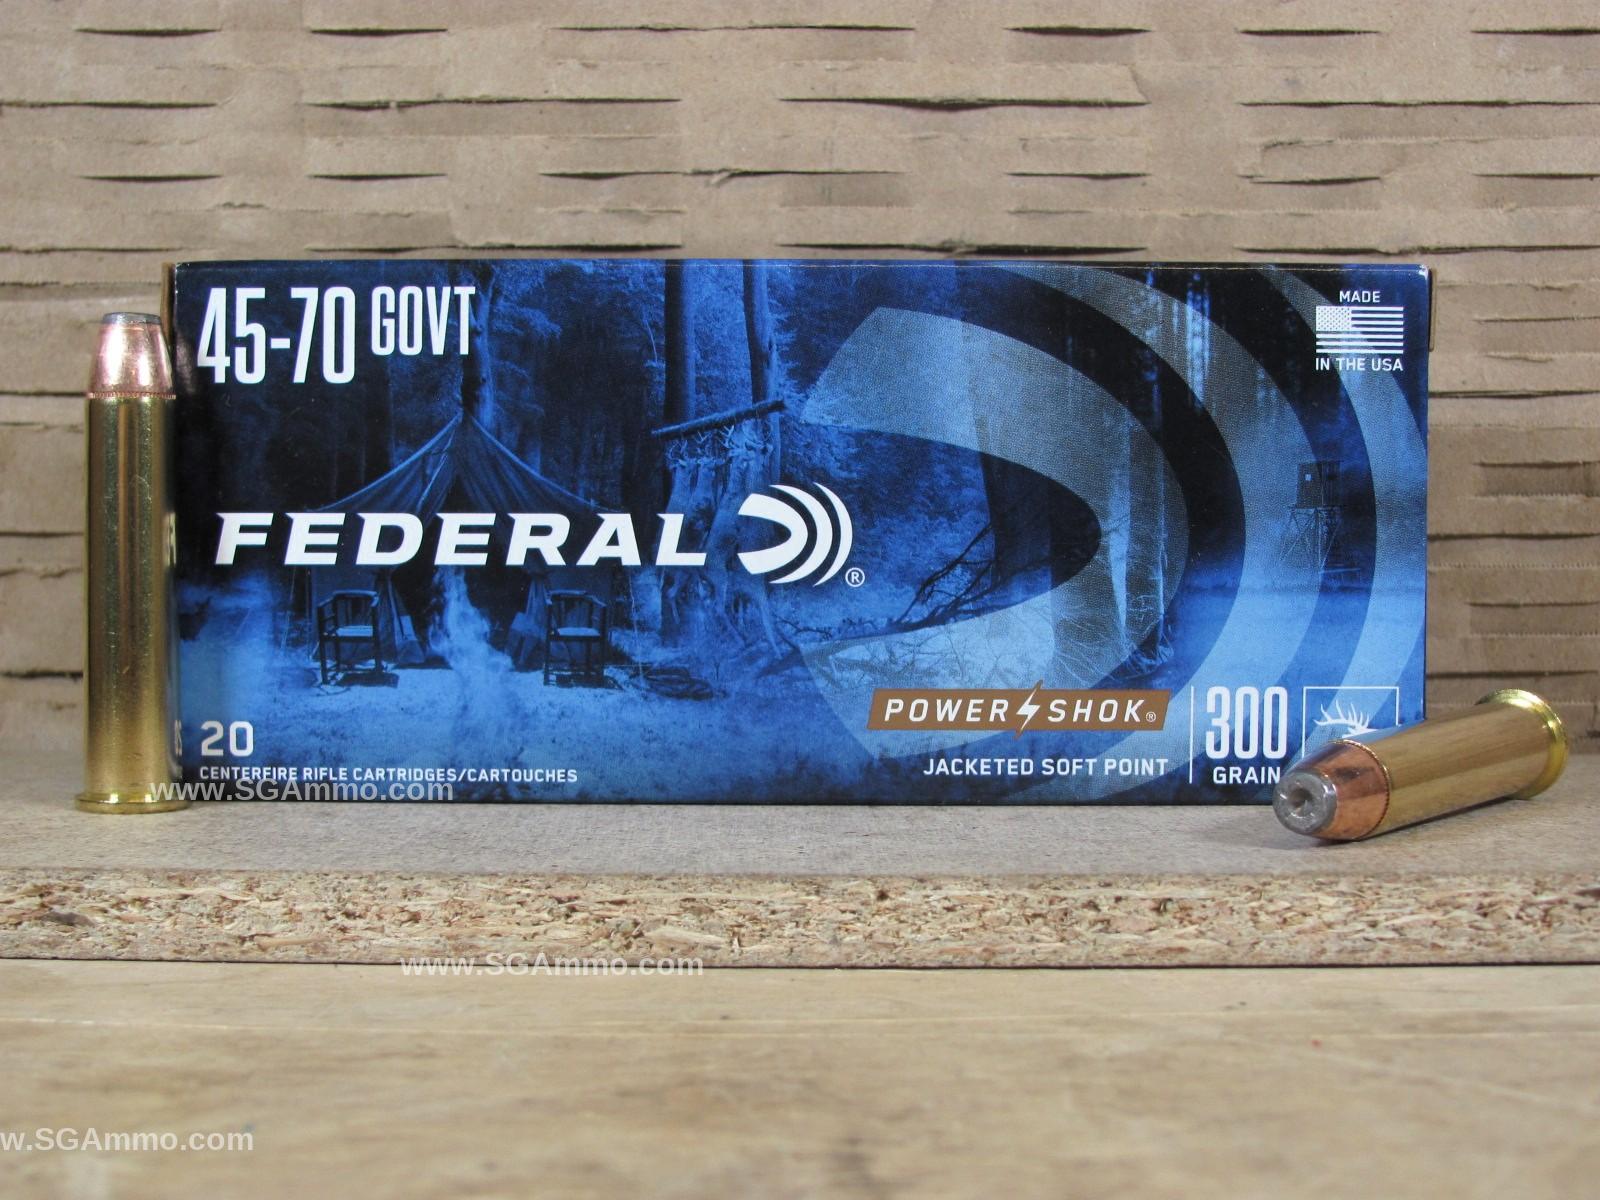 45-70 GOVT
MADE
IN THE USA
FEDERAL
®
POWER SHOK®
JACKETED SOFT POINT
300
GRAIN
20
CENTERFIRE RIFLE CARTRIDGES/CARTOUCHES
www.SGAmmo.com
www.SGAmmo.com
w.SGAmmo.com